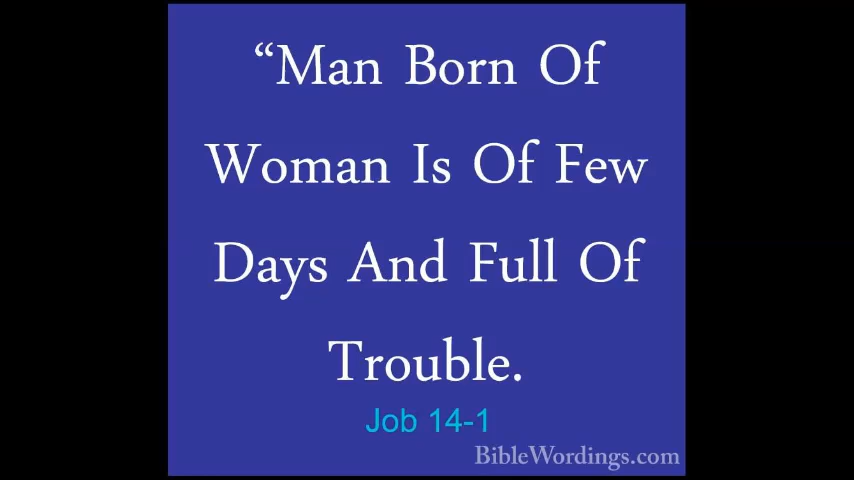 “Man Born Of
Woman Is Of Few
Days And Full Of
Trouble.
Job 14-1
BibleWordings.com